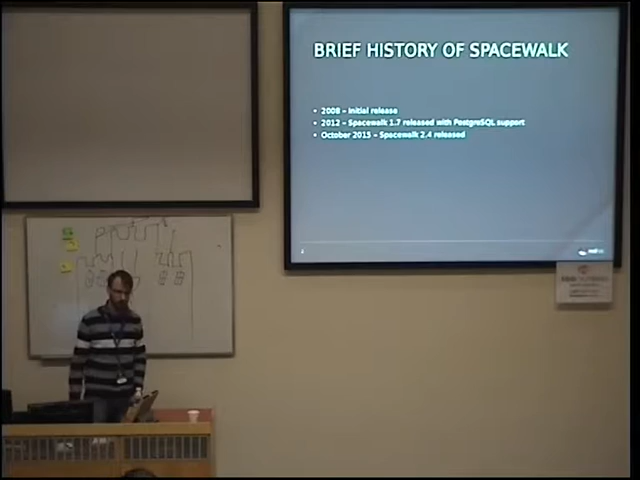 BRIEF HISTORY OF SPACEWALK
• 2008 – Initial release
• 2012 – Spacewalk 1.7 released with PostgreSQL support
• October 2015 – Spacewalk 2.4 released